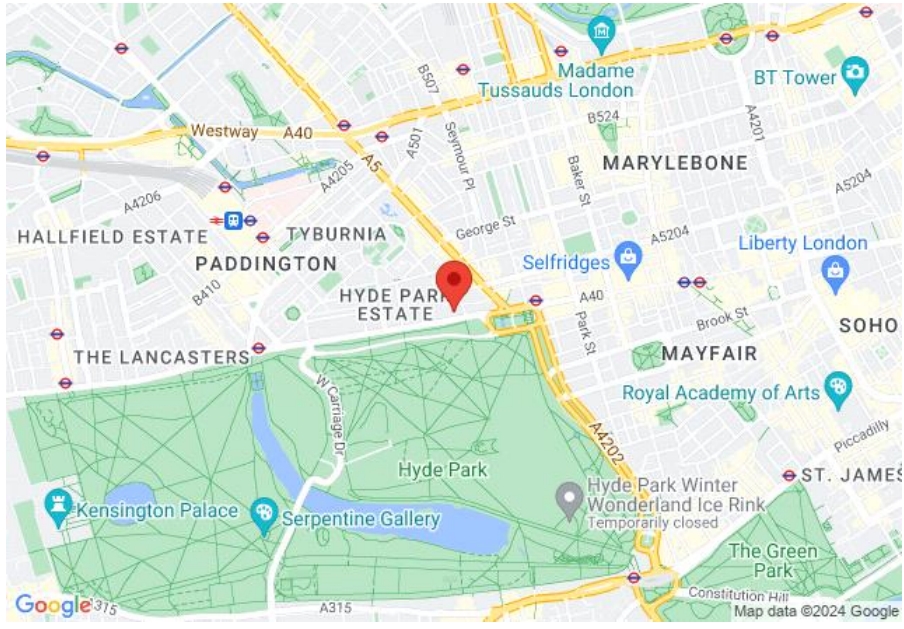 Madame
Tussauds London
BT Tower
B507
Westway
A40
A501
Seymour Pl
B524
A4201
A5
A4205
MARYLEBONE
Baker St
A5204
A4206
HALLFIELD ESTATE
TYBURNIA
George St
A5204
Liberty London
PADDINGTON
Selfridges
B410
HYDE PARK
ESTATE
A40
Park St
Brook St
SOHO
THE LANCASTERS
MAYFAIR
W Carriage Dr
Royal Academy of Arts
A4202
Piccadilly
Hyde Park
ST. JAMES
Hyde Park Winter
Wonderland Ice Rink
Temporarily closed
Kensington Palace
Serpentine Gallery
The Green
Park
Constitution Hill
Google
A315
A315
Map data ©2024 Google